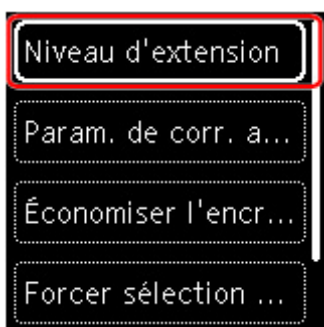 Niveau d'extension
Param. de corr. a...
Économiser l'encr...
Forcer sélection ...